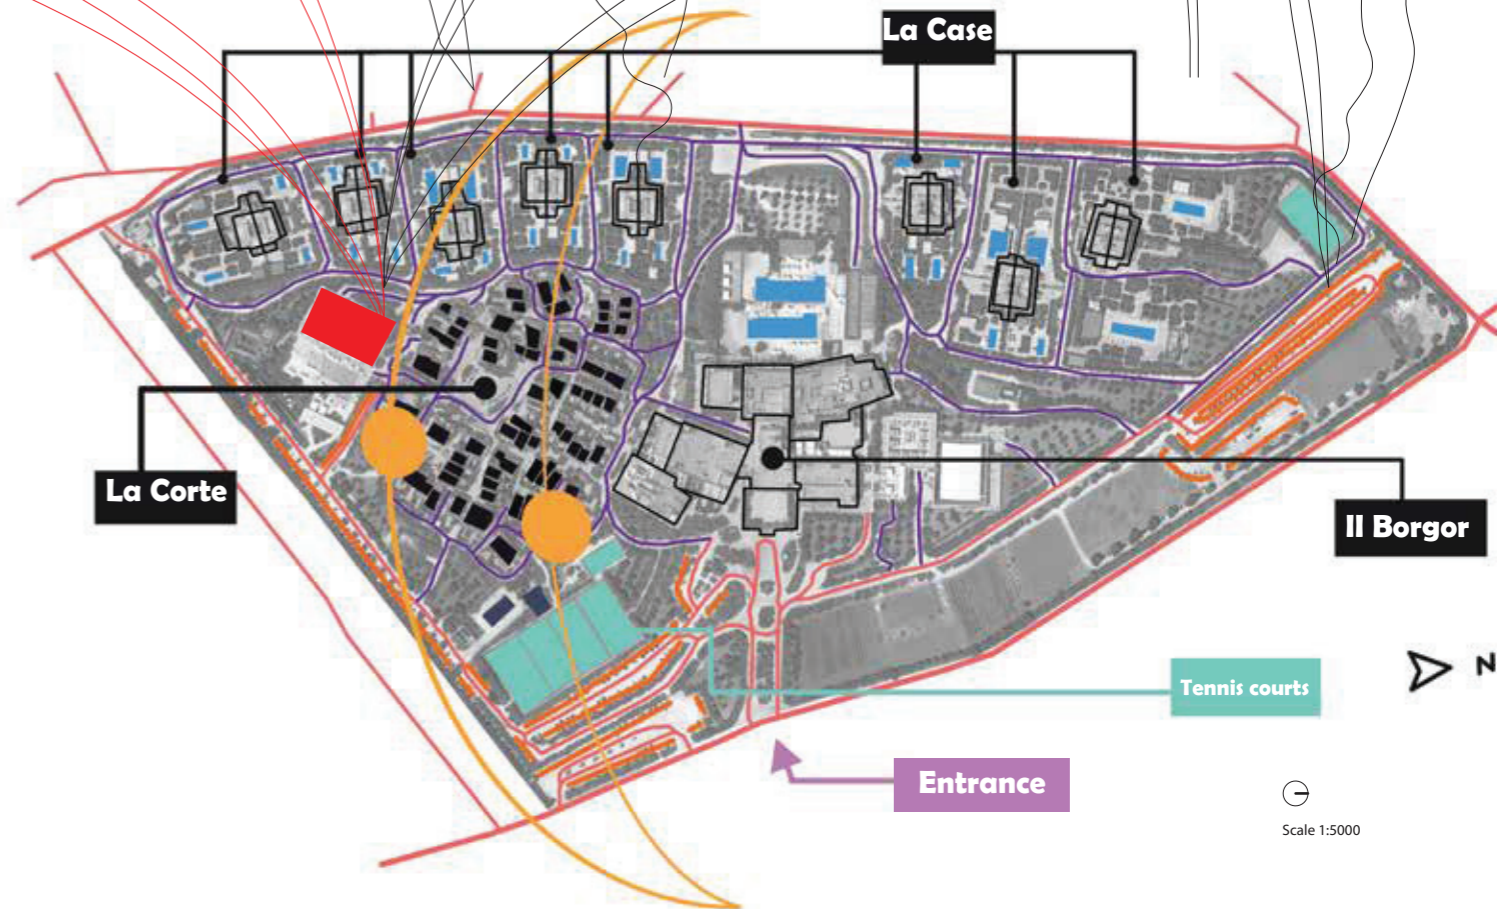 La Case
La Corte
Il Borgor
Tennis courts
N
Entrance
Scale 1:5000